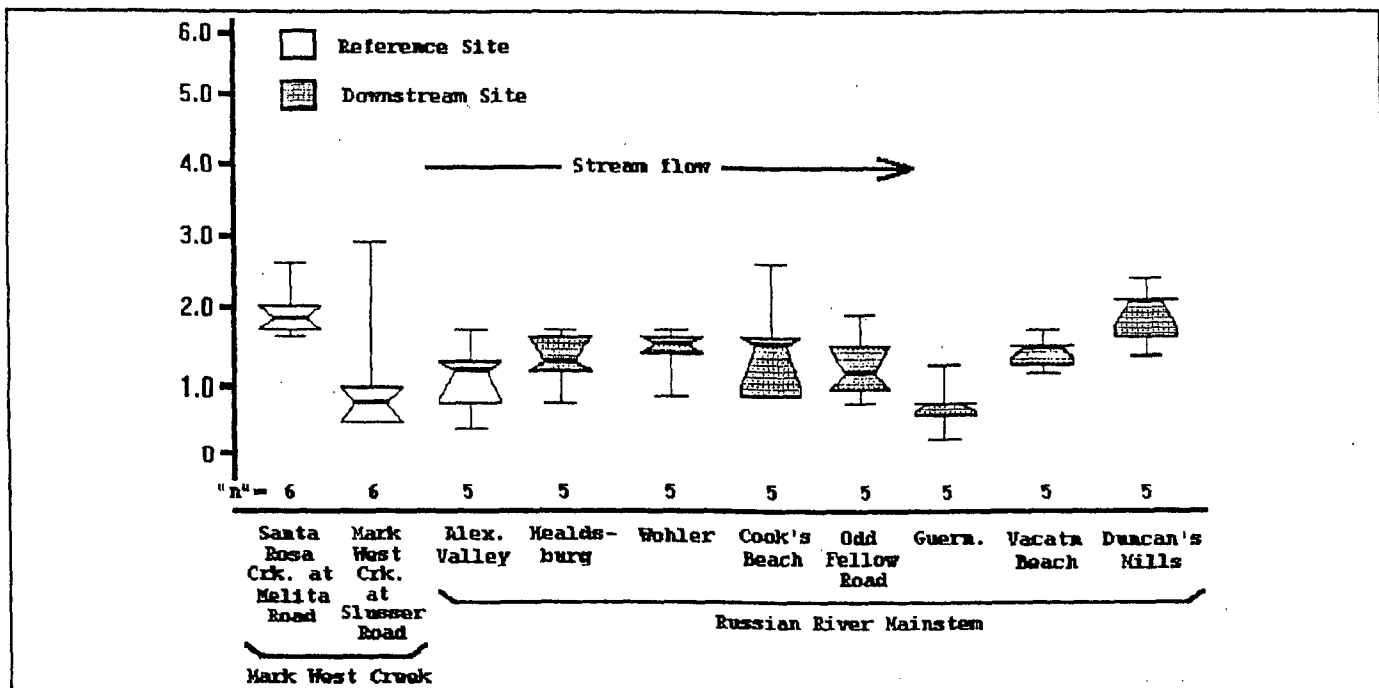 6.0
5.0
4.0
3.0
2.0
1.0
0
Reference Site
Downstream Site
Stream flow
"n"= 6 6 5 5 5 5 5 5 5 5
Santa Rosa Crk. at Melita Road
Mark West Crk. at Slusser Road
Alex. Valley
Healds-burg
Wohler
Cook's Beach
Odd Fellow Road
Guern.
Vacatn Beach
Duncan's Mills
Russian River Mainstem
Mark West Creek